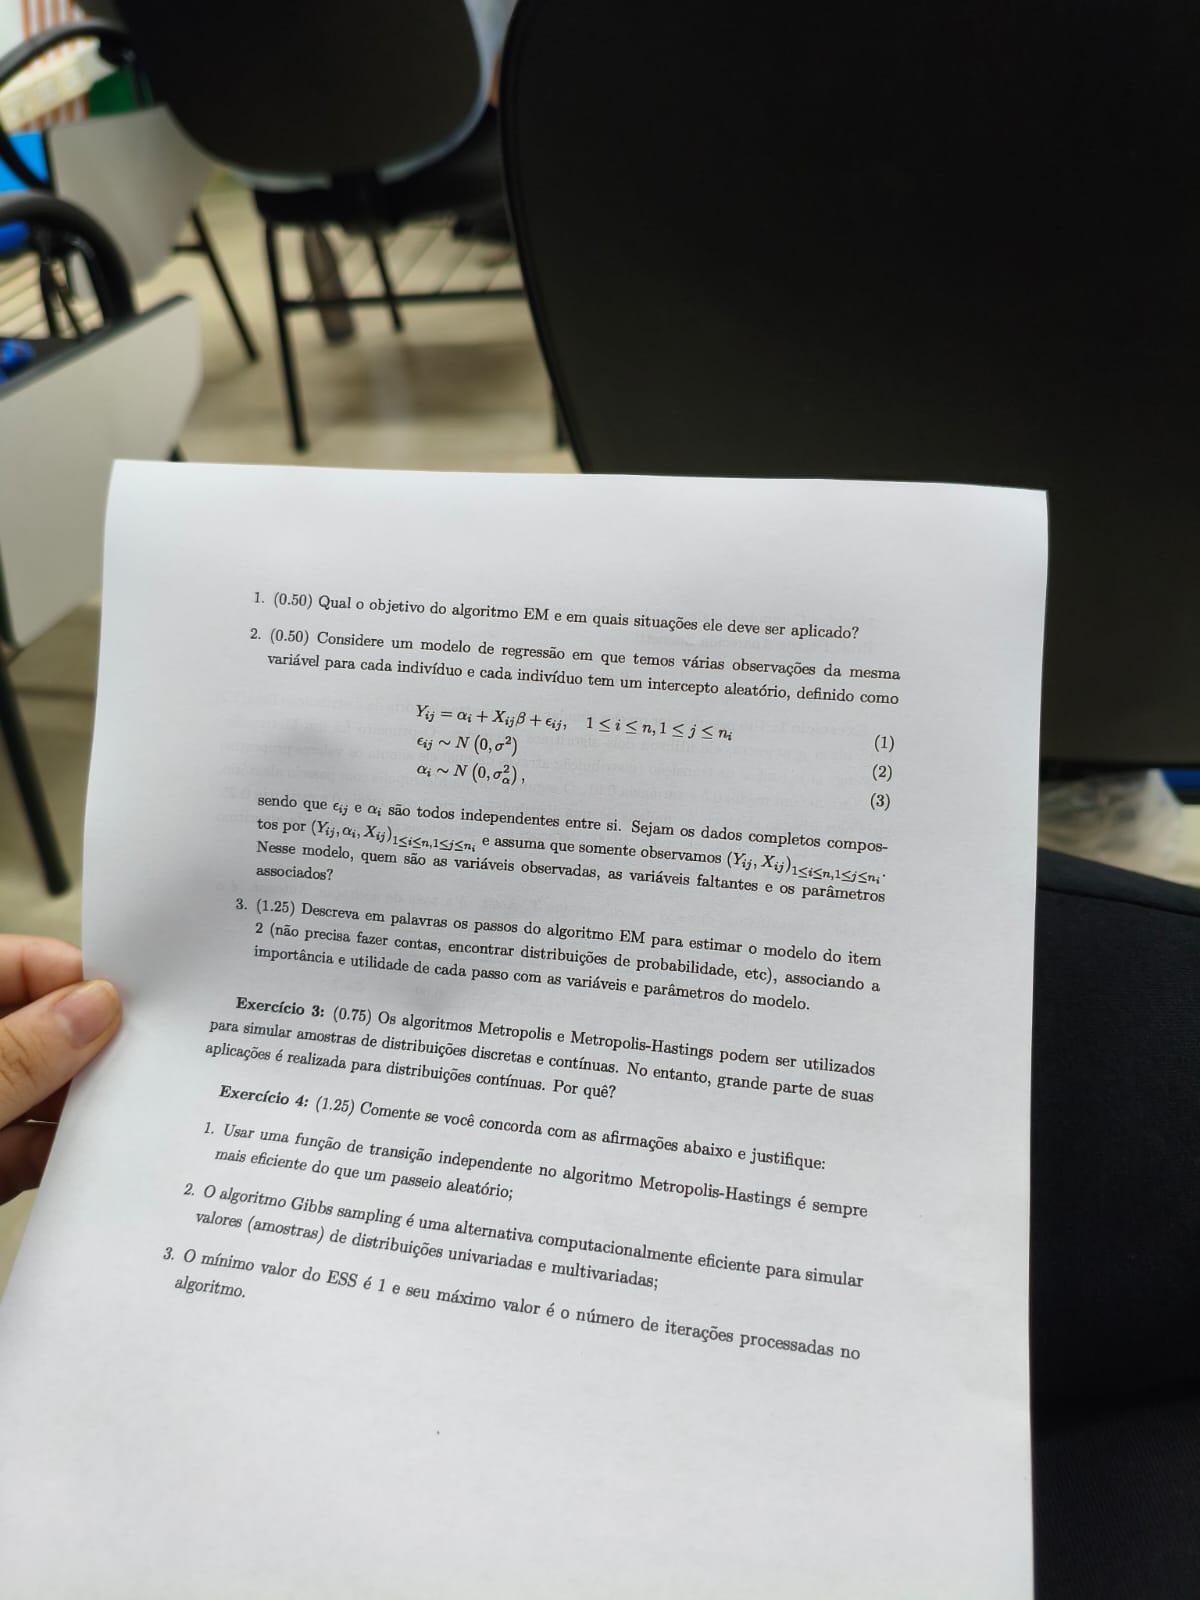 1. (0.50) Qual o objetivo do algoritmo EM e em quais situações ele deve ser aplicado?
2. (0.50) Considere um modelo de regressão em que temos várias observações da mesma
variável para cada indivíduo e cada indivíduo tem um intercepto aleatório, definido como
Y_{ij} = α_i + X_{ij}β + ϵ_{ij}, 1 ≤ i ≤ n, 1 ≤ j ≤ n_i (1)
ϵ_{ij} ∼ N (0, σ²) (2)
α_i ∼ N (0, σ²_α) , (3)
sendo que ϵ_{ij} e α_i são todos independentes entre si. Sejam os dados completos compos-
tos por (Y_{ij}, α_i, X_{ij})_{1≤i≤n,1≤j≤n_i} e assuma que somente observamos (Y_{ij}, X_{ij})_{1≤i≤n,1≤j≤n_i}.
Nesse modelo, quem são as variáveis observadas, as variáveis faltantes e os parâmetros
associados?
3. (1.25) Descreva em palavras os passos do algoritmo EM para estimar o modelo do item
2 (não precisa fazer contas, encontrar distribuições de probabilidade, etc), associando a
importância e utilidade de cada passo com as variáveis e parâmetros do modelo.
Exercício 3: (0.75) Os algoritmos Metropolis e Metropolis-Hastings podem ser utilizados
para simular amostras de distribuições discretas e contínuas. No entanto, grande parte de suas
aplicações é realizada para distribuições contínuas. Por quê?
Exercício 4: (1.25) Comente se você concorda com as afirmações abaixo e justifique:
1. Usar uma função de transição independente no algoritmo Metropolis-Hastings é sempre
mais eficiente do que um passeio aleatório;
2. O algoritmo Gibbs sampling é uma alternativa computacionalmente eficiente para simular
valores (amostras) de distribuições univariadas e multivariadas;
3. O mínimo valor do ESS é 1 e seu máximo valor é o número de iterações processadas no
algoritmo.